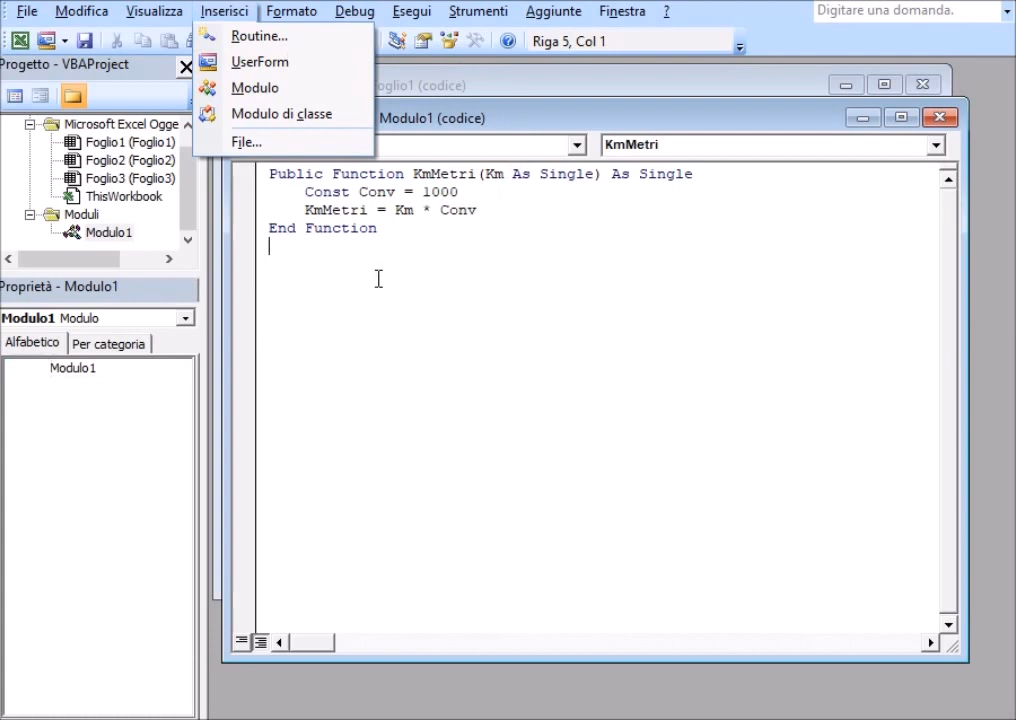 File Modifica Visualizza Inserisci Formato Debug Esegui Strumenti Aggiunte Finestra ? Digitare una domanda.
Riga 5, Col 1
Routine...
UserForm
Modulo
Modulo di classe
File...
Progetto - VBAProject
Microsoft Excel Ogge
Foglio1 (Foglio1)
Foglio2 (Foglio2)
Foglio3 (Foglio3)
ThisWorkbook
Moduli
Modulo1
Proprietà - Modulo1
Modulo1 Modulo
Alfabetico Per categoria
Modulo1
oglio1 (codice)
Modulo1 (codice)
KmMetri
Public Function KmMetri(Km As Single) As Single
Const Conv = 1000
KmMetri = Km * Conv
End Function